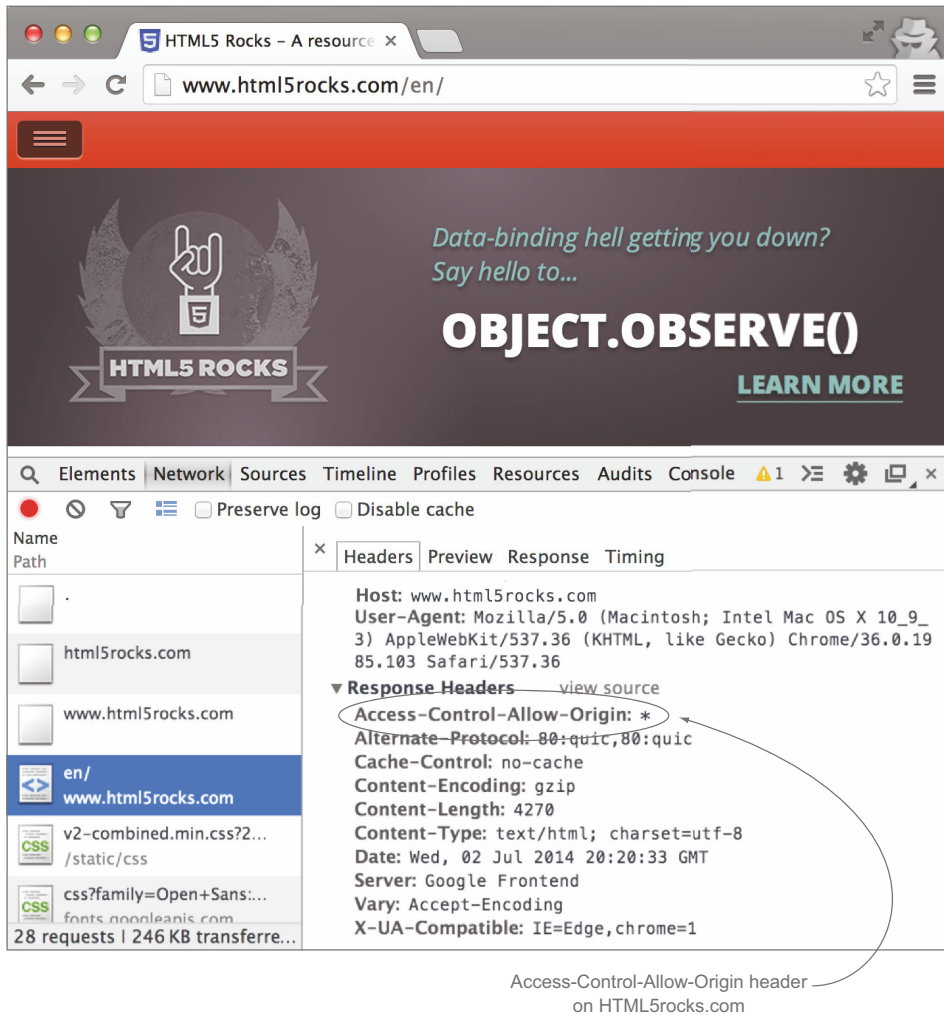 HTML5 Rocks – A resource
www.html5rocks.com/en/
Data-binding hell getting you down?
Say hello to...
OBJECT.OBSERVE()
LEARN MORE
5
HTML5 ROCKS
Elements Network Sources Timeline Profiles Resources Audits Console 1
Preserve log Disable cache
Name
Path
.
html5rocks.com
www.html5rocks.com
en/
www.html5rocks.com
CSS
v2-combined.min.css?2...
/static/css
CSS
css?family=Open+Sans:...
fonts.googleapis.com
28 requests | 246 KB transferre...
Headers Preview Response Timing
Host: www.html5rocks.com
User-Agent: Mozilla/5.0 (Macintosh; Intel Mac OS X 10_9_
3) AppleWebKit/537.36 (KHTML, like Gecko) Chrome/36.0.19
85.103 Safari/537.36
Response Headers view source
Access-Control-Allow-Origin: *
Alternate-Protocol: 80:quic,80:quic
Cache-Control: no-cache
Content-Encoding: gzip
Content-Length: 4270
Content-Type: text/html; charset=utf-8
Date: Wed, 02 Jul 2014 20:20:33 GMT
Server: Google Frontend
Vary: Accept-Encoding
X-UA-Compatible: IE=Edge,chrome=1
Access-Control-Allow-Origin header
on HTML5rocks.com